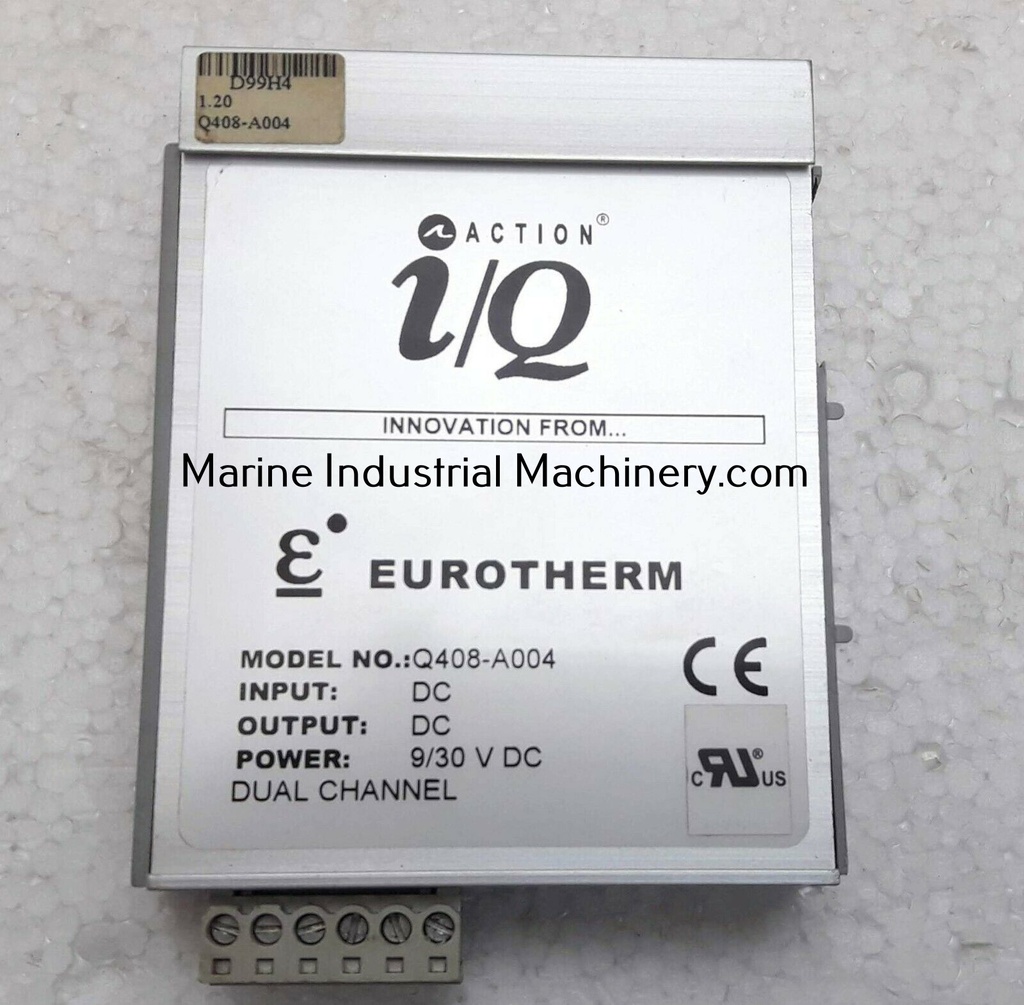 D99H4
1.20
Q408-A004
ACTION®
i/Q
INNOVATION FROM...
Marine Industrial Machinery.com
ε
EUROTHERM
MODEL NO.:Q408-A004
INPUT: DC
OUTPUT: DC
POWER: 9/30 V DC
DUAL CHANNEL
CE
c RU® US